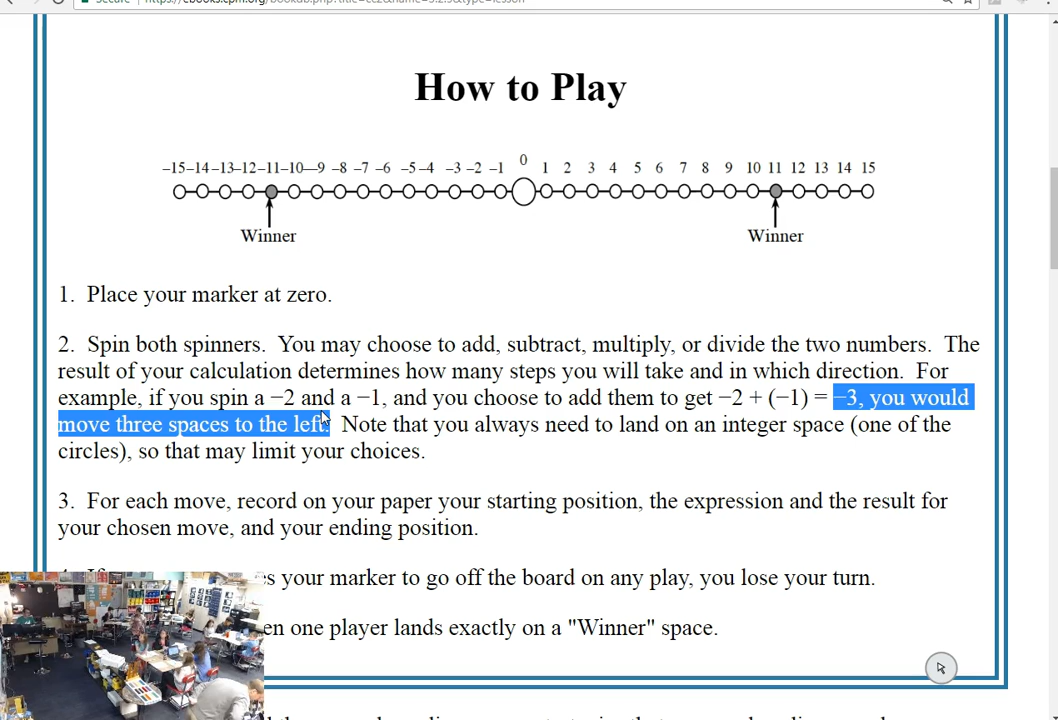 How to Play
0
–15–14–13–12–11–10–9 –8 –7 –6 –5 –4 –3 –2 –1 1 2 3 4 5 6 7 8 9 10 11 12 13 14 15
Winner Winner
1. Place your marker at zero.
2. Spin both spinners. You may choose to add, subtract, multiply, or divide the two numbers. The
result of your calculation determines how many steps you will take and in which direction. For
example, if you spin a −2 and a −1, and you choose to add them to get −2 + (−1) = −3, you would
move three spaces to the left. Note that you always need to land on an integer space (one of the
circles), so that may limit your choices.
3. For each move, record on your paper your starting position, the expression and the result for
your chosen move, and your ending position.
your marker to go off the board on any play, you lose your turn.
one player lands exactly on a "Winner" space.